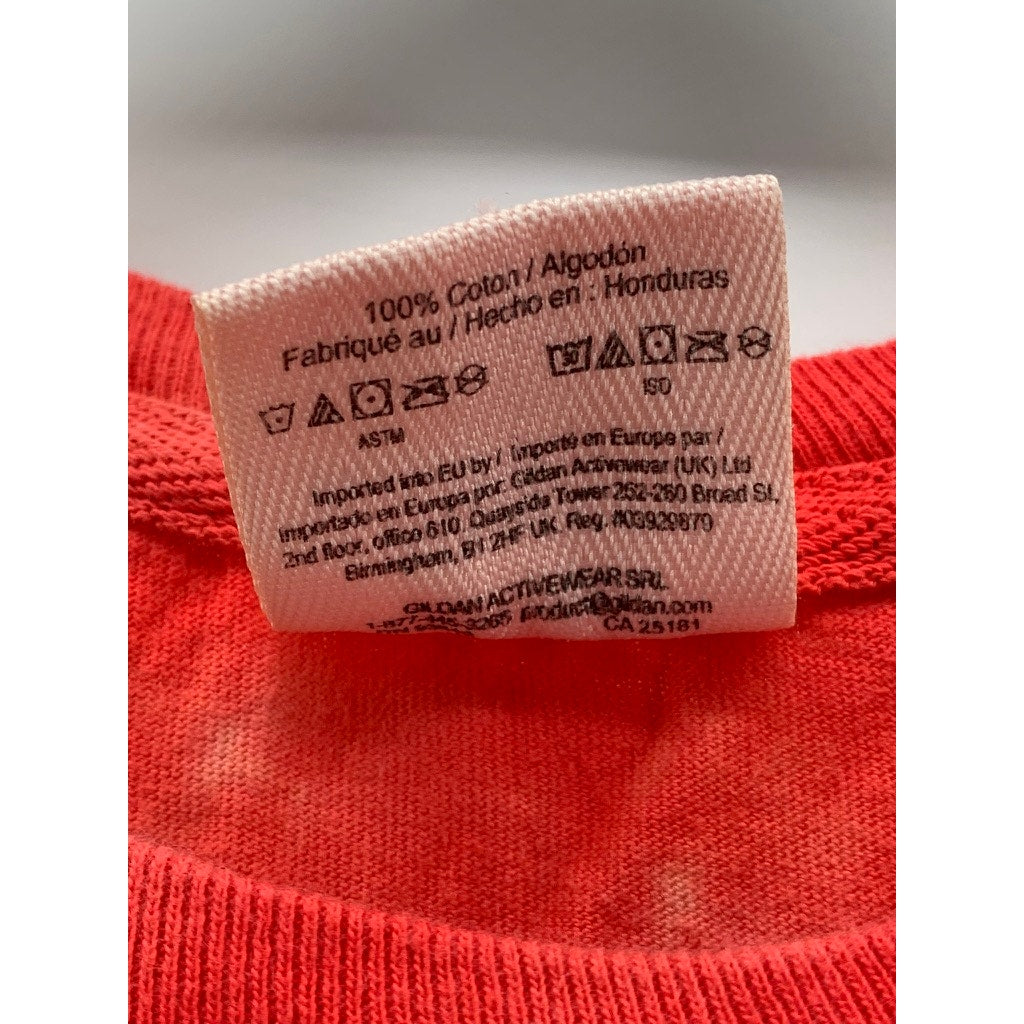 100% Coton / Algodón
Fabriqué au / Hecho en : Honduras
ASTM
ISO
Imported into EU by / Importé en Europe par /
importado en Europa por: Gildan Activewear (UK) Ltd
2nd floor, office 610, Quayside Tower 252-260 Broad St,
Birmingham, B1 2HF UK. Reg. #03929870
GILDAN ACTIVEWEAR SRL
product@gildan.com
CA 25181